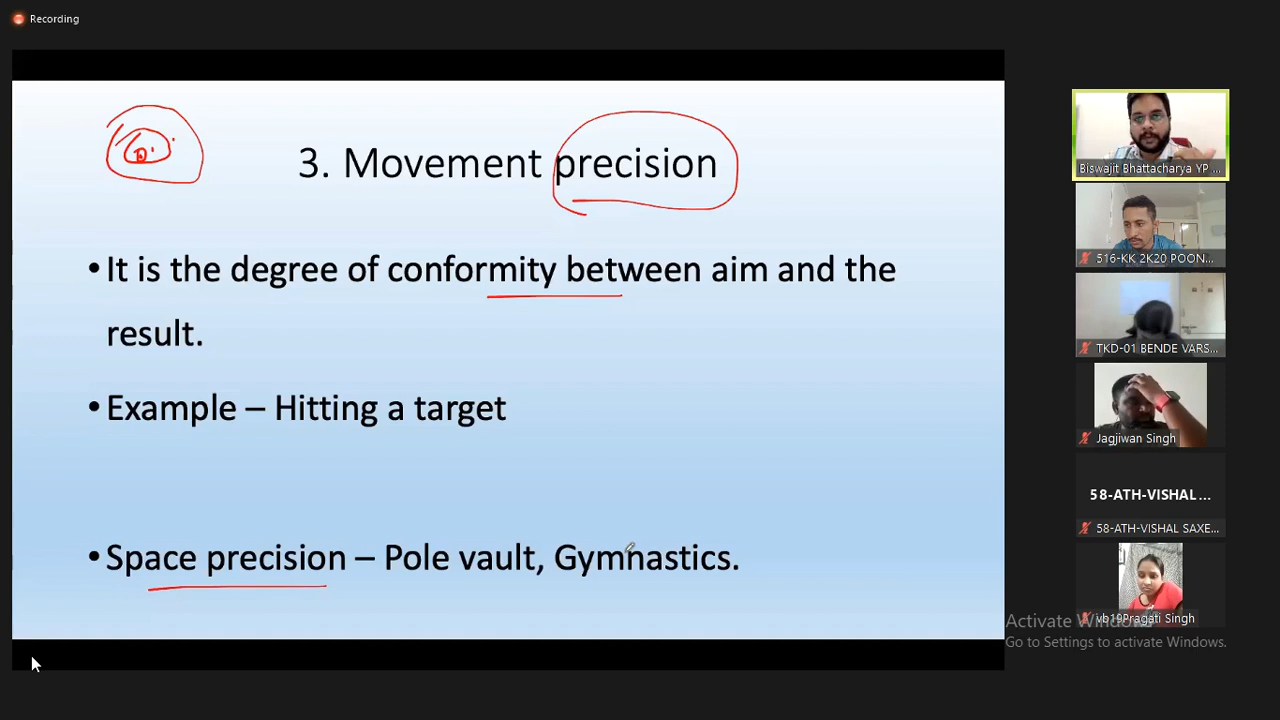 Recording
3. Movement precision
• It is the degree of conformity between aim and the
result.
• Example – Hitting a target
• Space precision – Pole vault, Gymnastics.
Biswajit Bhattacharya YP ...
516-KK 2K20 POON...
TKD-01 BENDE VARS...
Jagjiwan Singh
58-ATH-VISHAL ...
58-ATH-VISHAL SAXE...
vb19Pragati Singh
Activate Windows
Go to Settings to activate Windows.